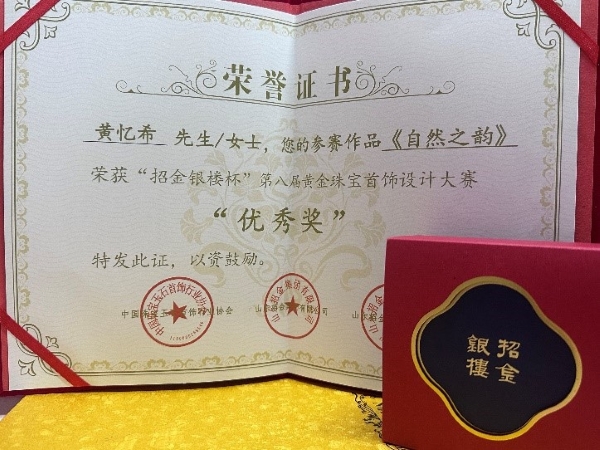 荣誉证书
黄忆希 先生/女士，您的参赛作品《自然之韵》
荣获“招金银楼杯”第八届黄金珠宝首饰设计大赛
“优秀奖”
特发此证，以资鼓励。
招金
銀樓